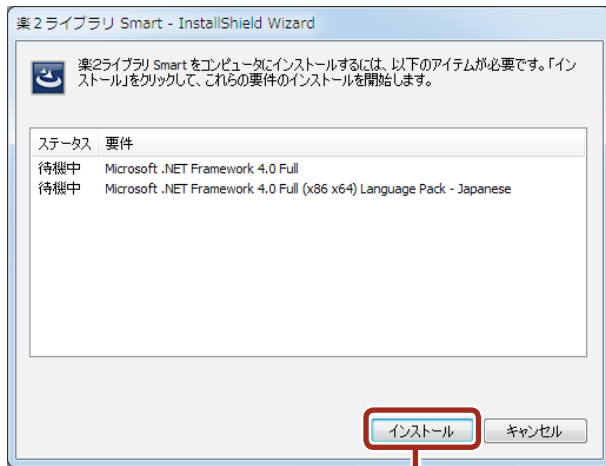 楽２ライブラリ Smart - InstallShield Wizard
楽2ライブラリ Smart をコンピュータにインストールするには、以下のアイテムが必要です。「イン
ストール」をクリックして、これらの要件のインストールを開始します。
ステータス 要件
待機中 Microsoft .NET Framework 4.0 Full
待機中 Microsoft .NET Framework 4.0 Full (x86 x64) Language Pack - Japanese
インストール キャンセル